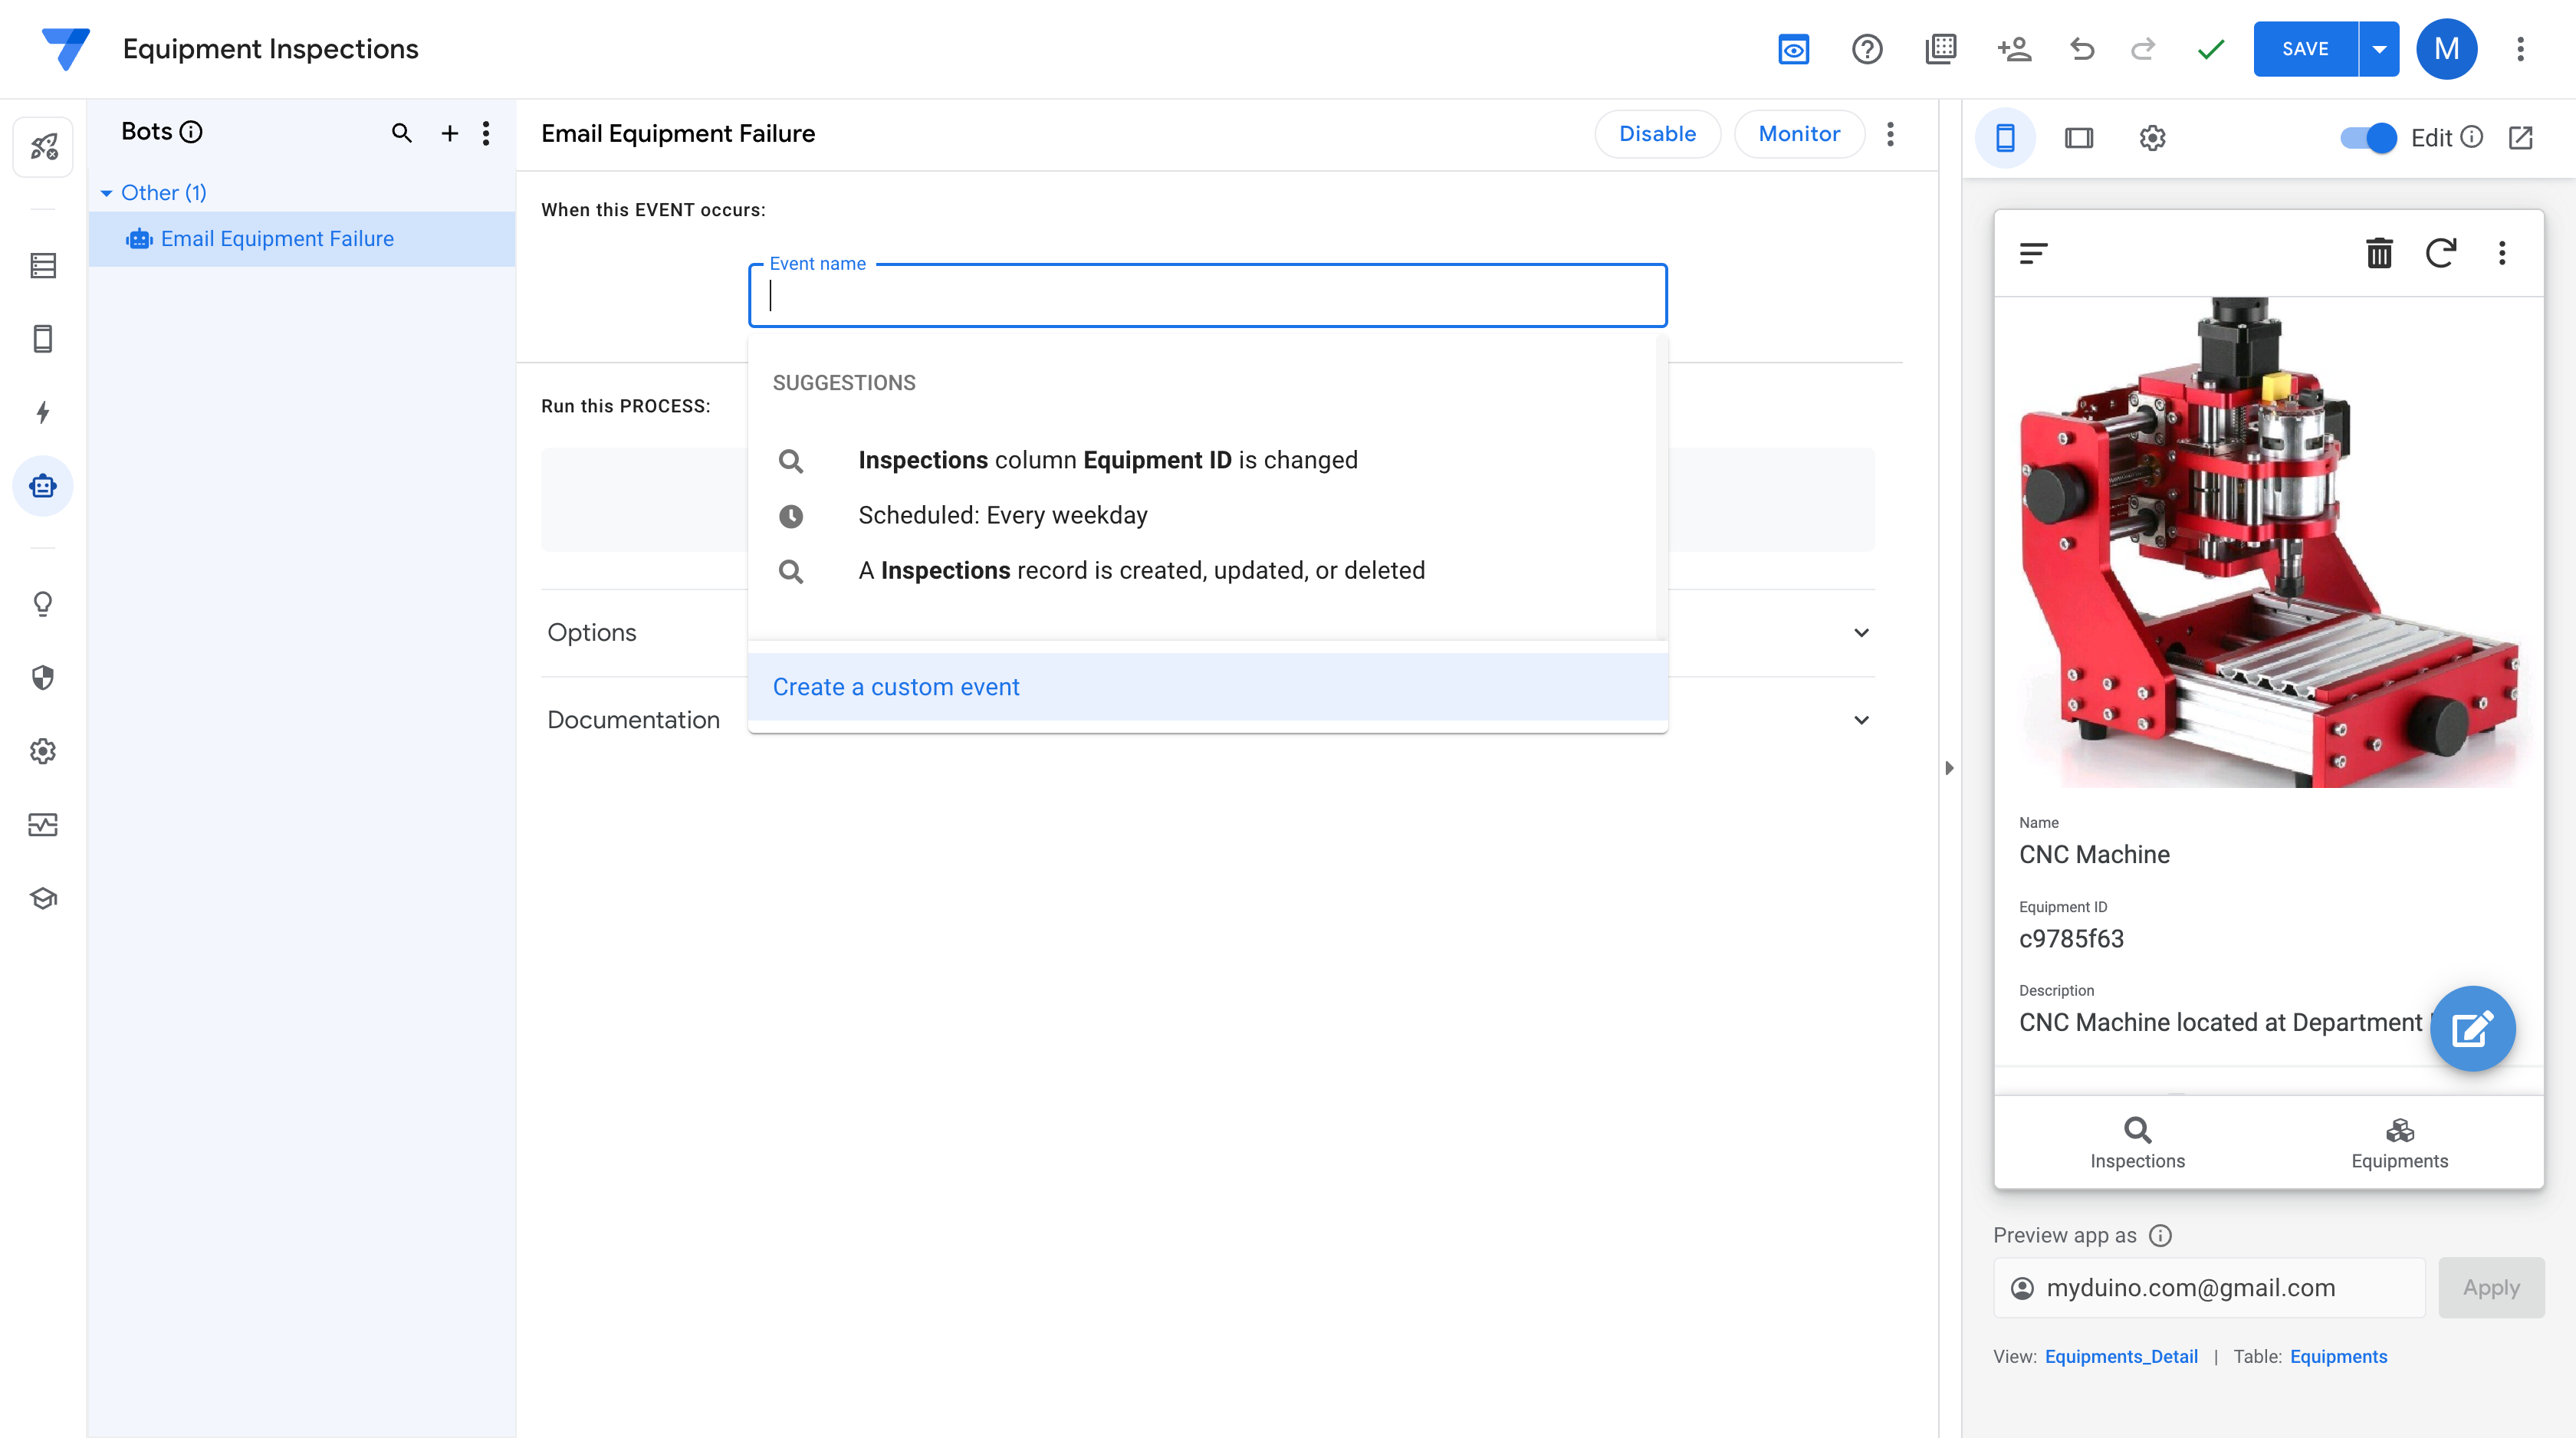 Equipment Inspections
SAVE
M
Bots
Other (1)
Email Equipment Failure
Email Equipment Failure
Disable
Monitor
When this EVENT occurs:
Event name
SUGGESTIONS
Inspections column Equipment ID is changed
Scheduled: Every weekday
A Inspections record is created, updated, or deleted
Create a custom event
Run this PROCESS:
Options
Documentation
Edit
Name
CNC Machine
Equipment ID
c9785f63
Description
CNC Machine located at Department
Inspections
Equipments
Preview app as
myduino.com@gmail.com
Apply
View: Equipments_Detail | Table: Equipments